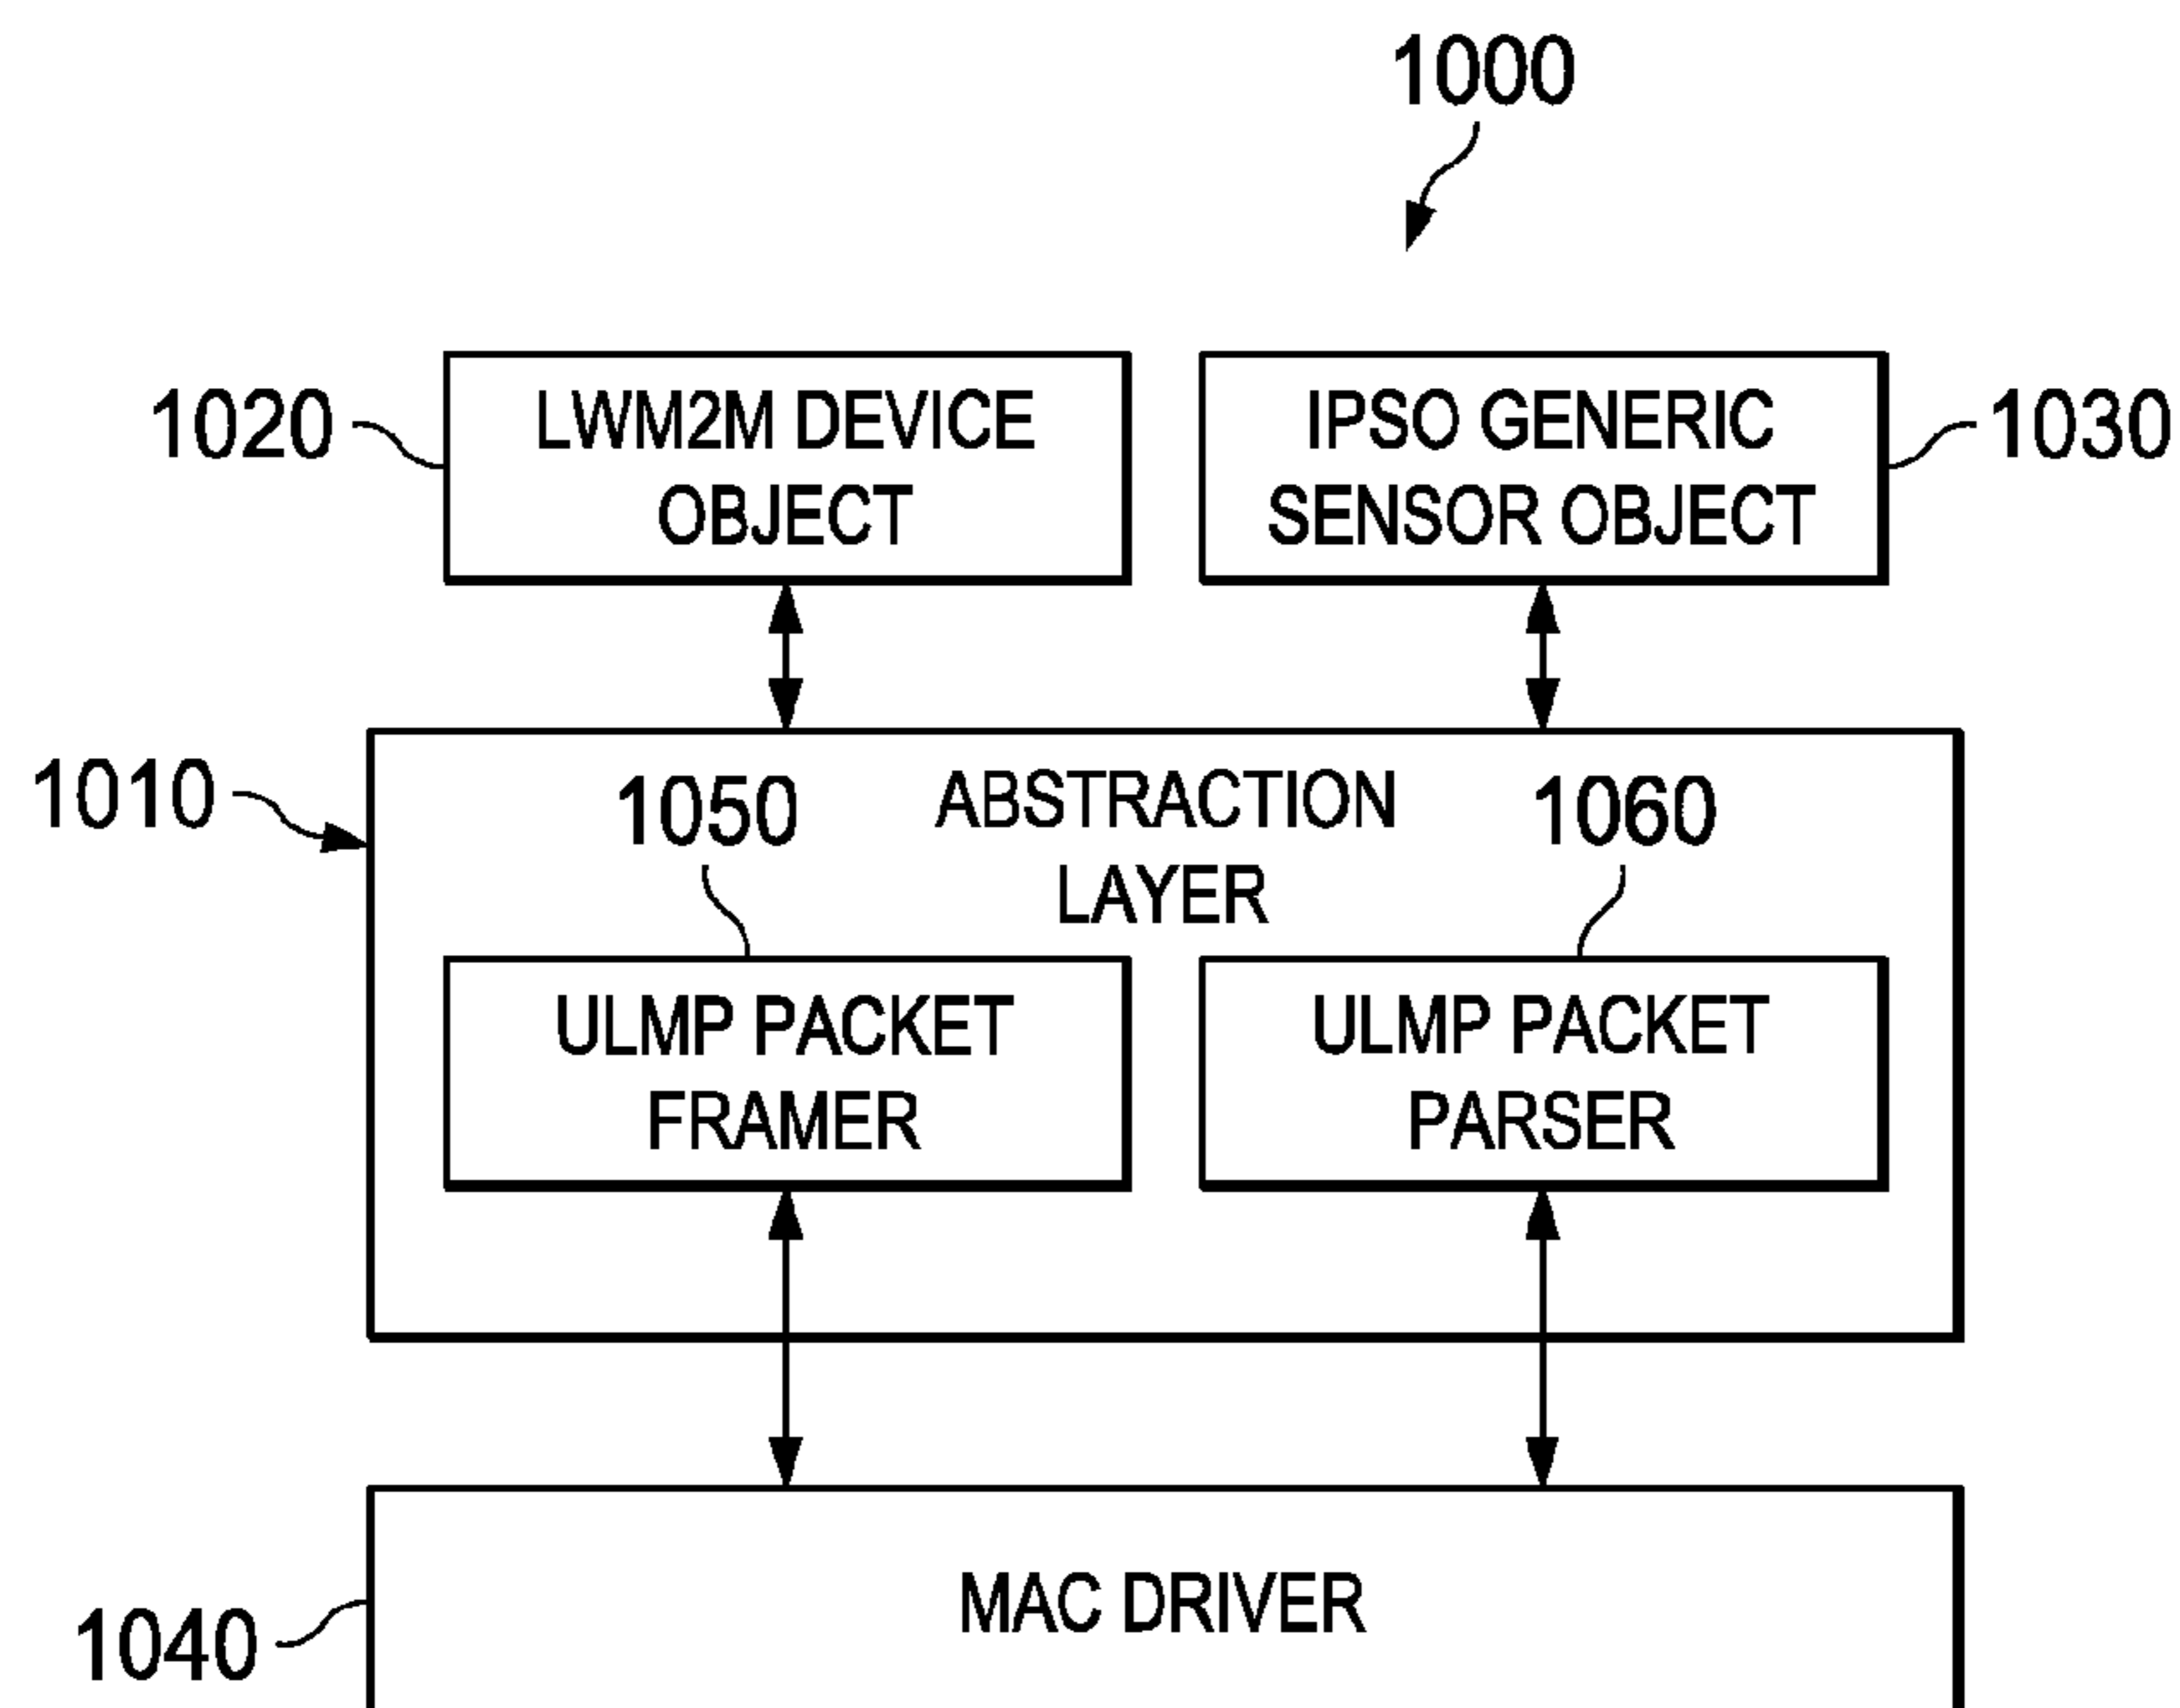 1000
1020
LWM2M DEVICE
OBJECT
IPSO GENERIC
SENSOR OBJECT
1030
1010
ABSTRACTION
LAYER
1050
1060
ULMP PACKET
FRAMER
ULMP PACKET
PARSER
MAC DRIVER
1040